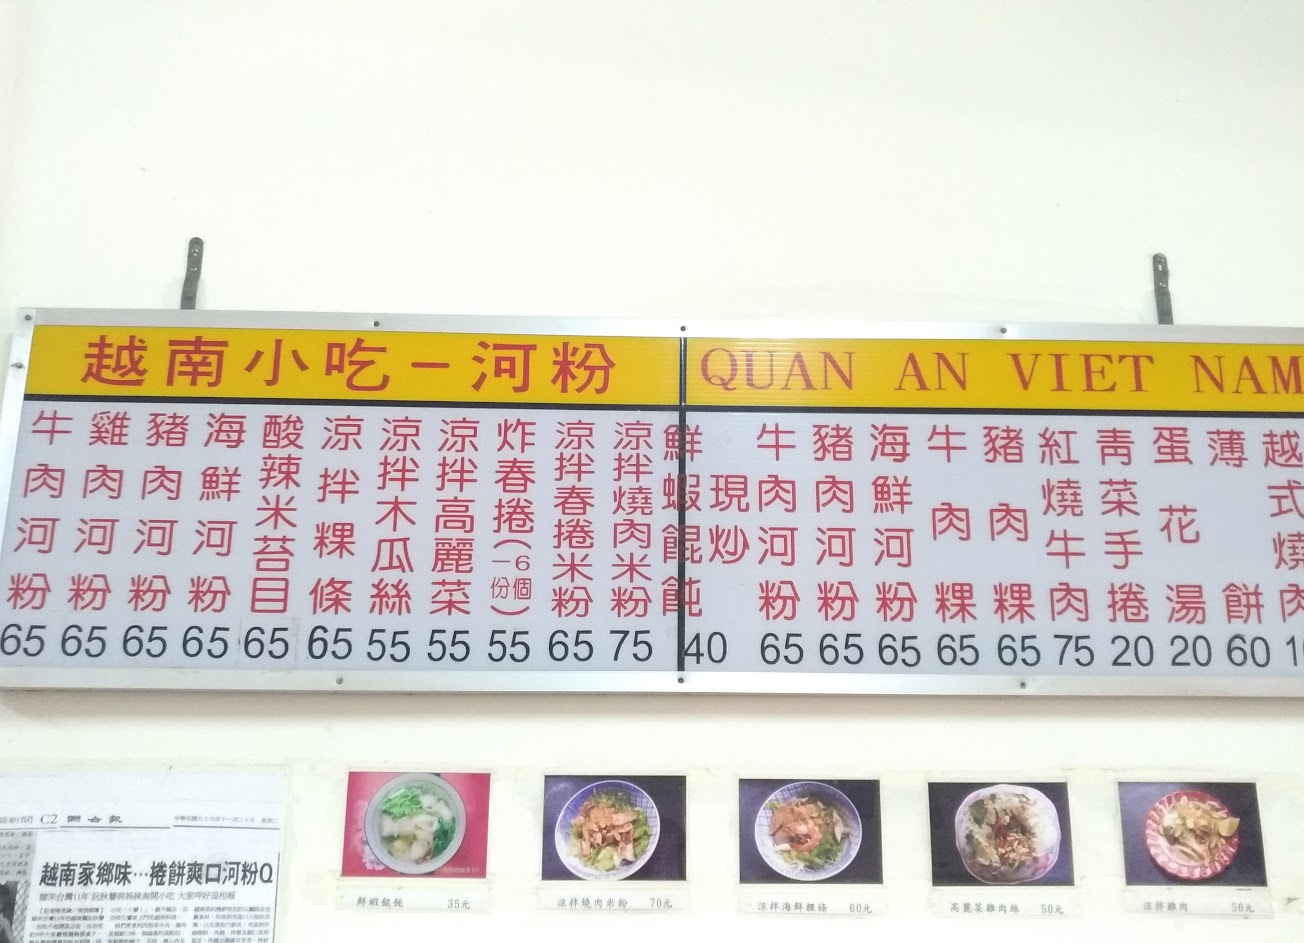 越南小吃－河粉
QUAN AN VIET NAM
牛肉河粉 65
雞肉河粉 65
豬肉河粉 65
海鮮河粉 65
酸辣米苔目 65
涼拌粿條 65
涼拌木瓜絲 55
涼拌高麗菜 55
炸春捲(一份6個) 55
涼拌春捲米粉 65
涼拌燒肉米粉 75
鮮蝦餛飩 40
現炒
牛肉河粉 65
豬肉河粉 65
海鮮河粉 65
牛肉粿 65
豬肉粿 65
紅燒牛肉 75
青菜手捲 20
蛋花湯 20
薄餅 60
越式燒肉
C2 聯合報
越南家鄉味…捲餅爽口河粉Q
鮮蝦餛飩 35元
涼拌燒肉米粉 70元
涼拌海鮮粿條 60元
高麗菜雞肉絲 50元
涼拌雞肉 50元